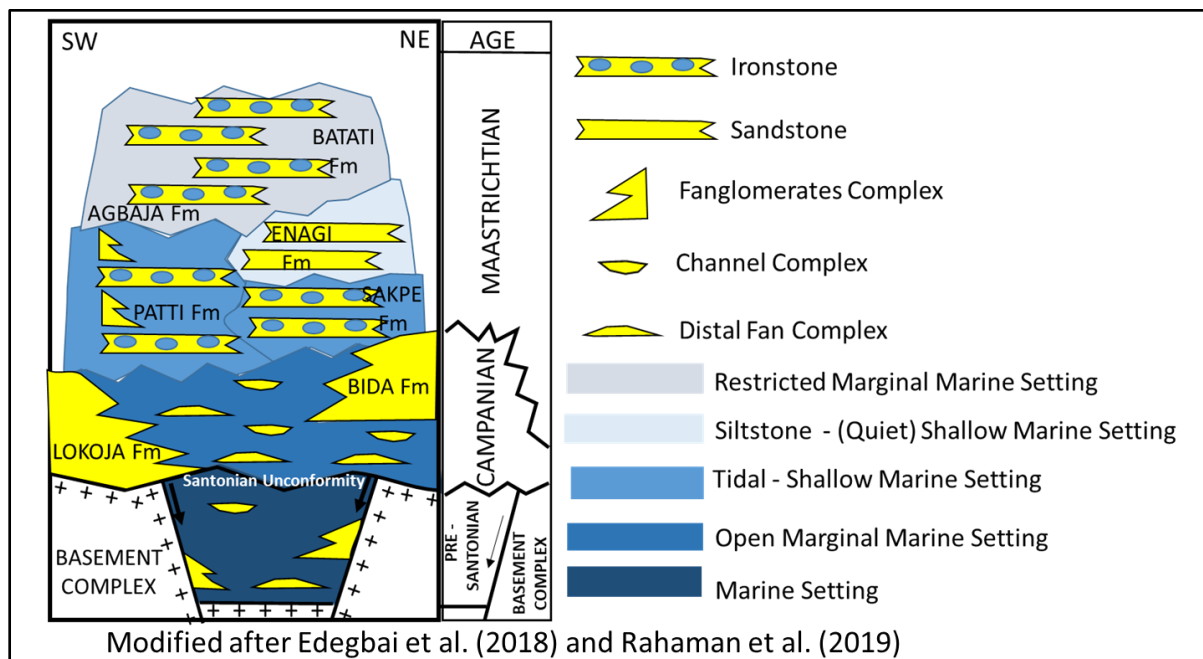 SW
NE
AGE
BATATI
Fm
AGBAJA Fm
ENAGI
Fm
SAKPE
Fm
PATTI Fm
BIDA Fm
LOKOJA Fm
Santonian Unconformity
BASEMENT
COMPLEX
MAASTRICHTIAN
CAMPANIAN
PRE -
SANTONIAN
BASEMENT
COMPLEX
Ironstone
Sandstone
Fanglomerates Complex
Channel Complex
Distal Fan Complex
Restricted Marginal Marine Setting
Siltstone - (Quiet) Shallow Marine Setting
Tidal - Shallow Marine Setting
Open Marginal Marine Setting
Marine Setting
Modified after Edegbai et al. (2018) and Rahaman et al. (2019)